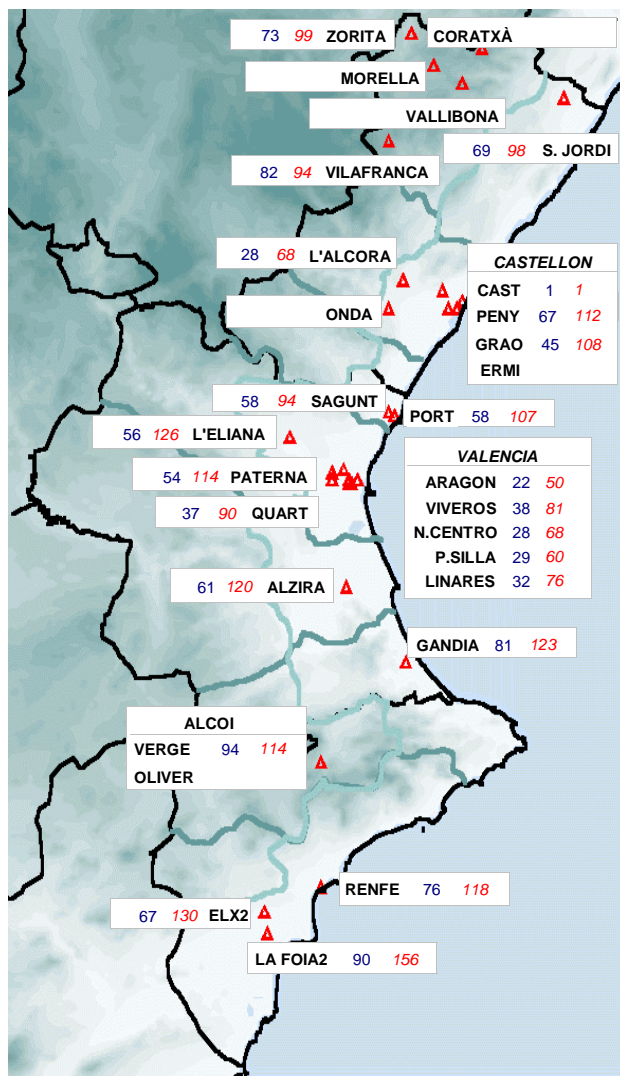 73 99 ZORITA
CORATXÀ
MORELLA
VALLIBONA
69 98 S. JORDI
82 94 VILAFRANCA
28 68 L'ALCORA
CASTELLON
CAST 1 1
PENY 67 112
GRAO 45 108
ERMI
ONDA
58 94 SAGUNT
PORT 58 107
56 126 L'ELIANA
54 114 PATERNA
37 90 QUART
VALENCIA
ARAGON 22 50
VIVEROS 38 81
N.CENTRO 28 68
P.SILLA 29 60
LINARES 32 76
61 120 ALZIRA
GANDIA 81 123
ALCOI
VERGE 94 114
OLIVER
RENFE 76 118
67 130 ELX2
LA FOIA2 90 156